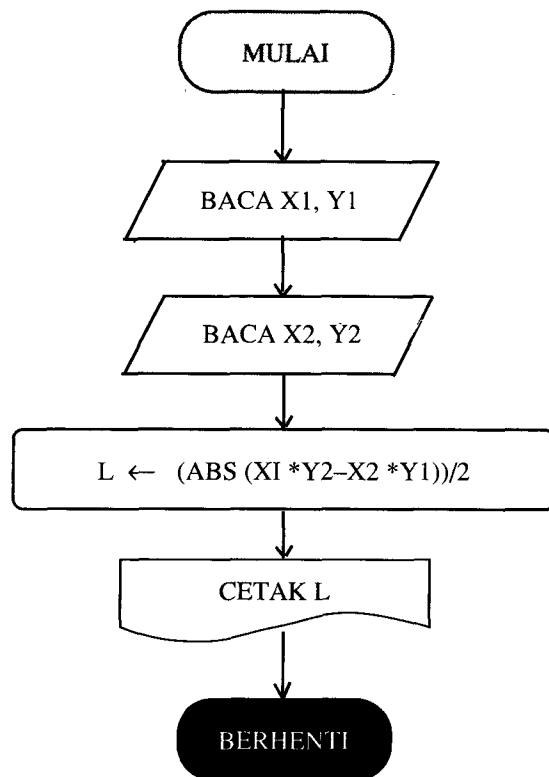 MULAI
BACA X1, Y1
BACA X2, Y2
L ← (ABS (XI *Y2–X2 *Y1))/2
CETAK L
BERHENTI